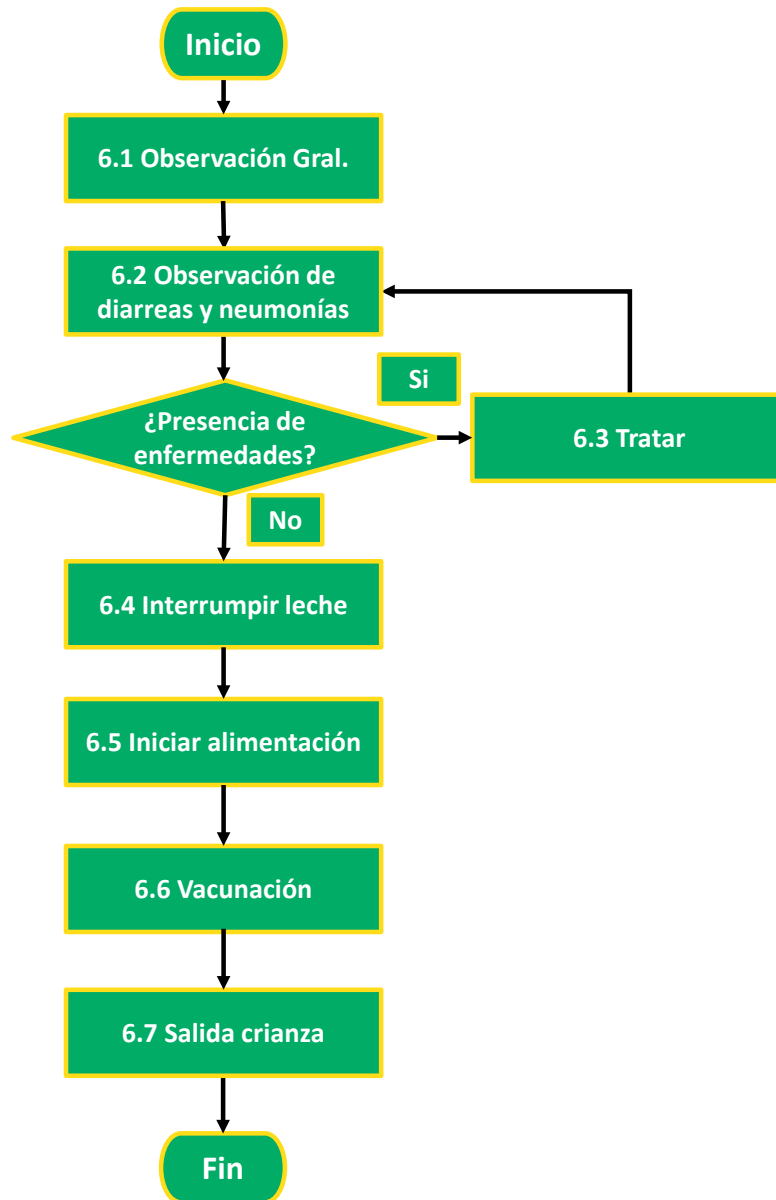 Inicio
6.1 Observación Gral.
6.2 Observación de
diarreas y neumonías
Si
¿Presencia de
enfermedades?
6.3 Tratar
No
6.4 Interrumpir leche
6.5 Iniciar alimentación
6.6 Vacunación
6.7 Salida crianza
Fin